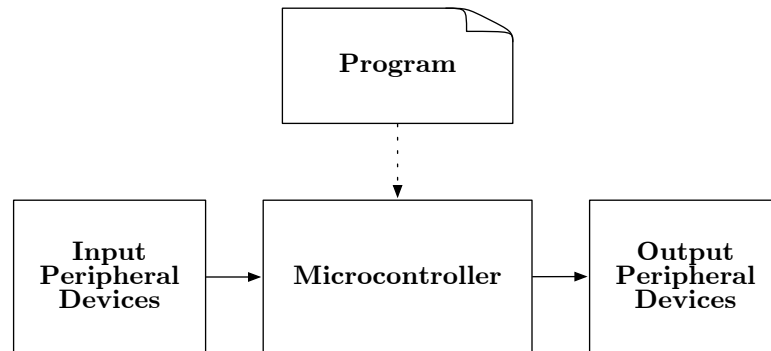 Program
Input
Peripheral
Devices
Microcontroller
Output
Peripheral
Devices